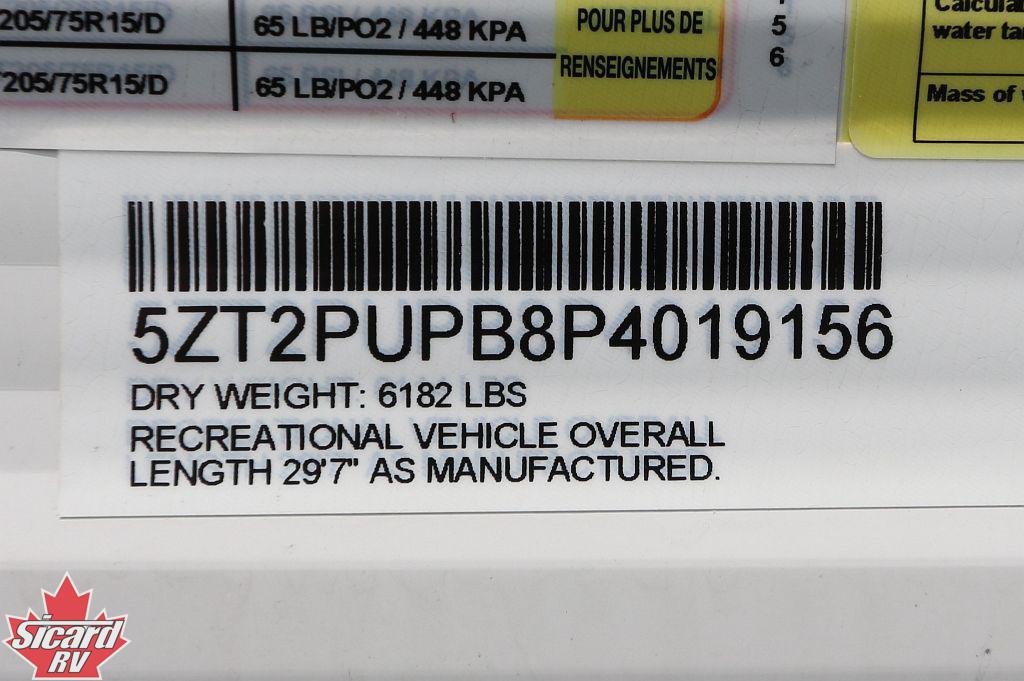 205/75R15/D 65 LB/PO2 / 448 KPA POUR PLUS DE
205/75R15/D 65 LB/PO2 / 448 KPA RENSEIGNEMENTS
5
6
water
Mass of
5ZT2PUPB8P4019156
DRY WEIGHT: 6182 LBS
RECREATIONAL VEHICLE OVERALL
LENGTH 29'7" AS MANUFACTURED.
Sicard
RV